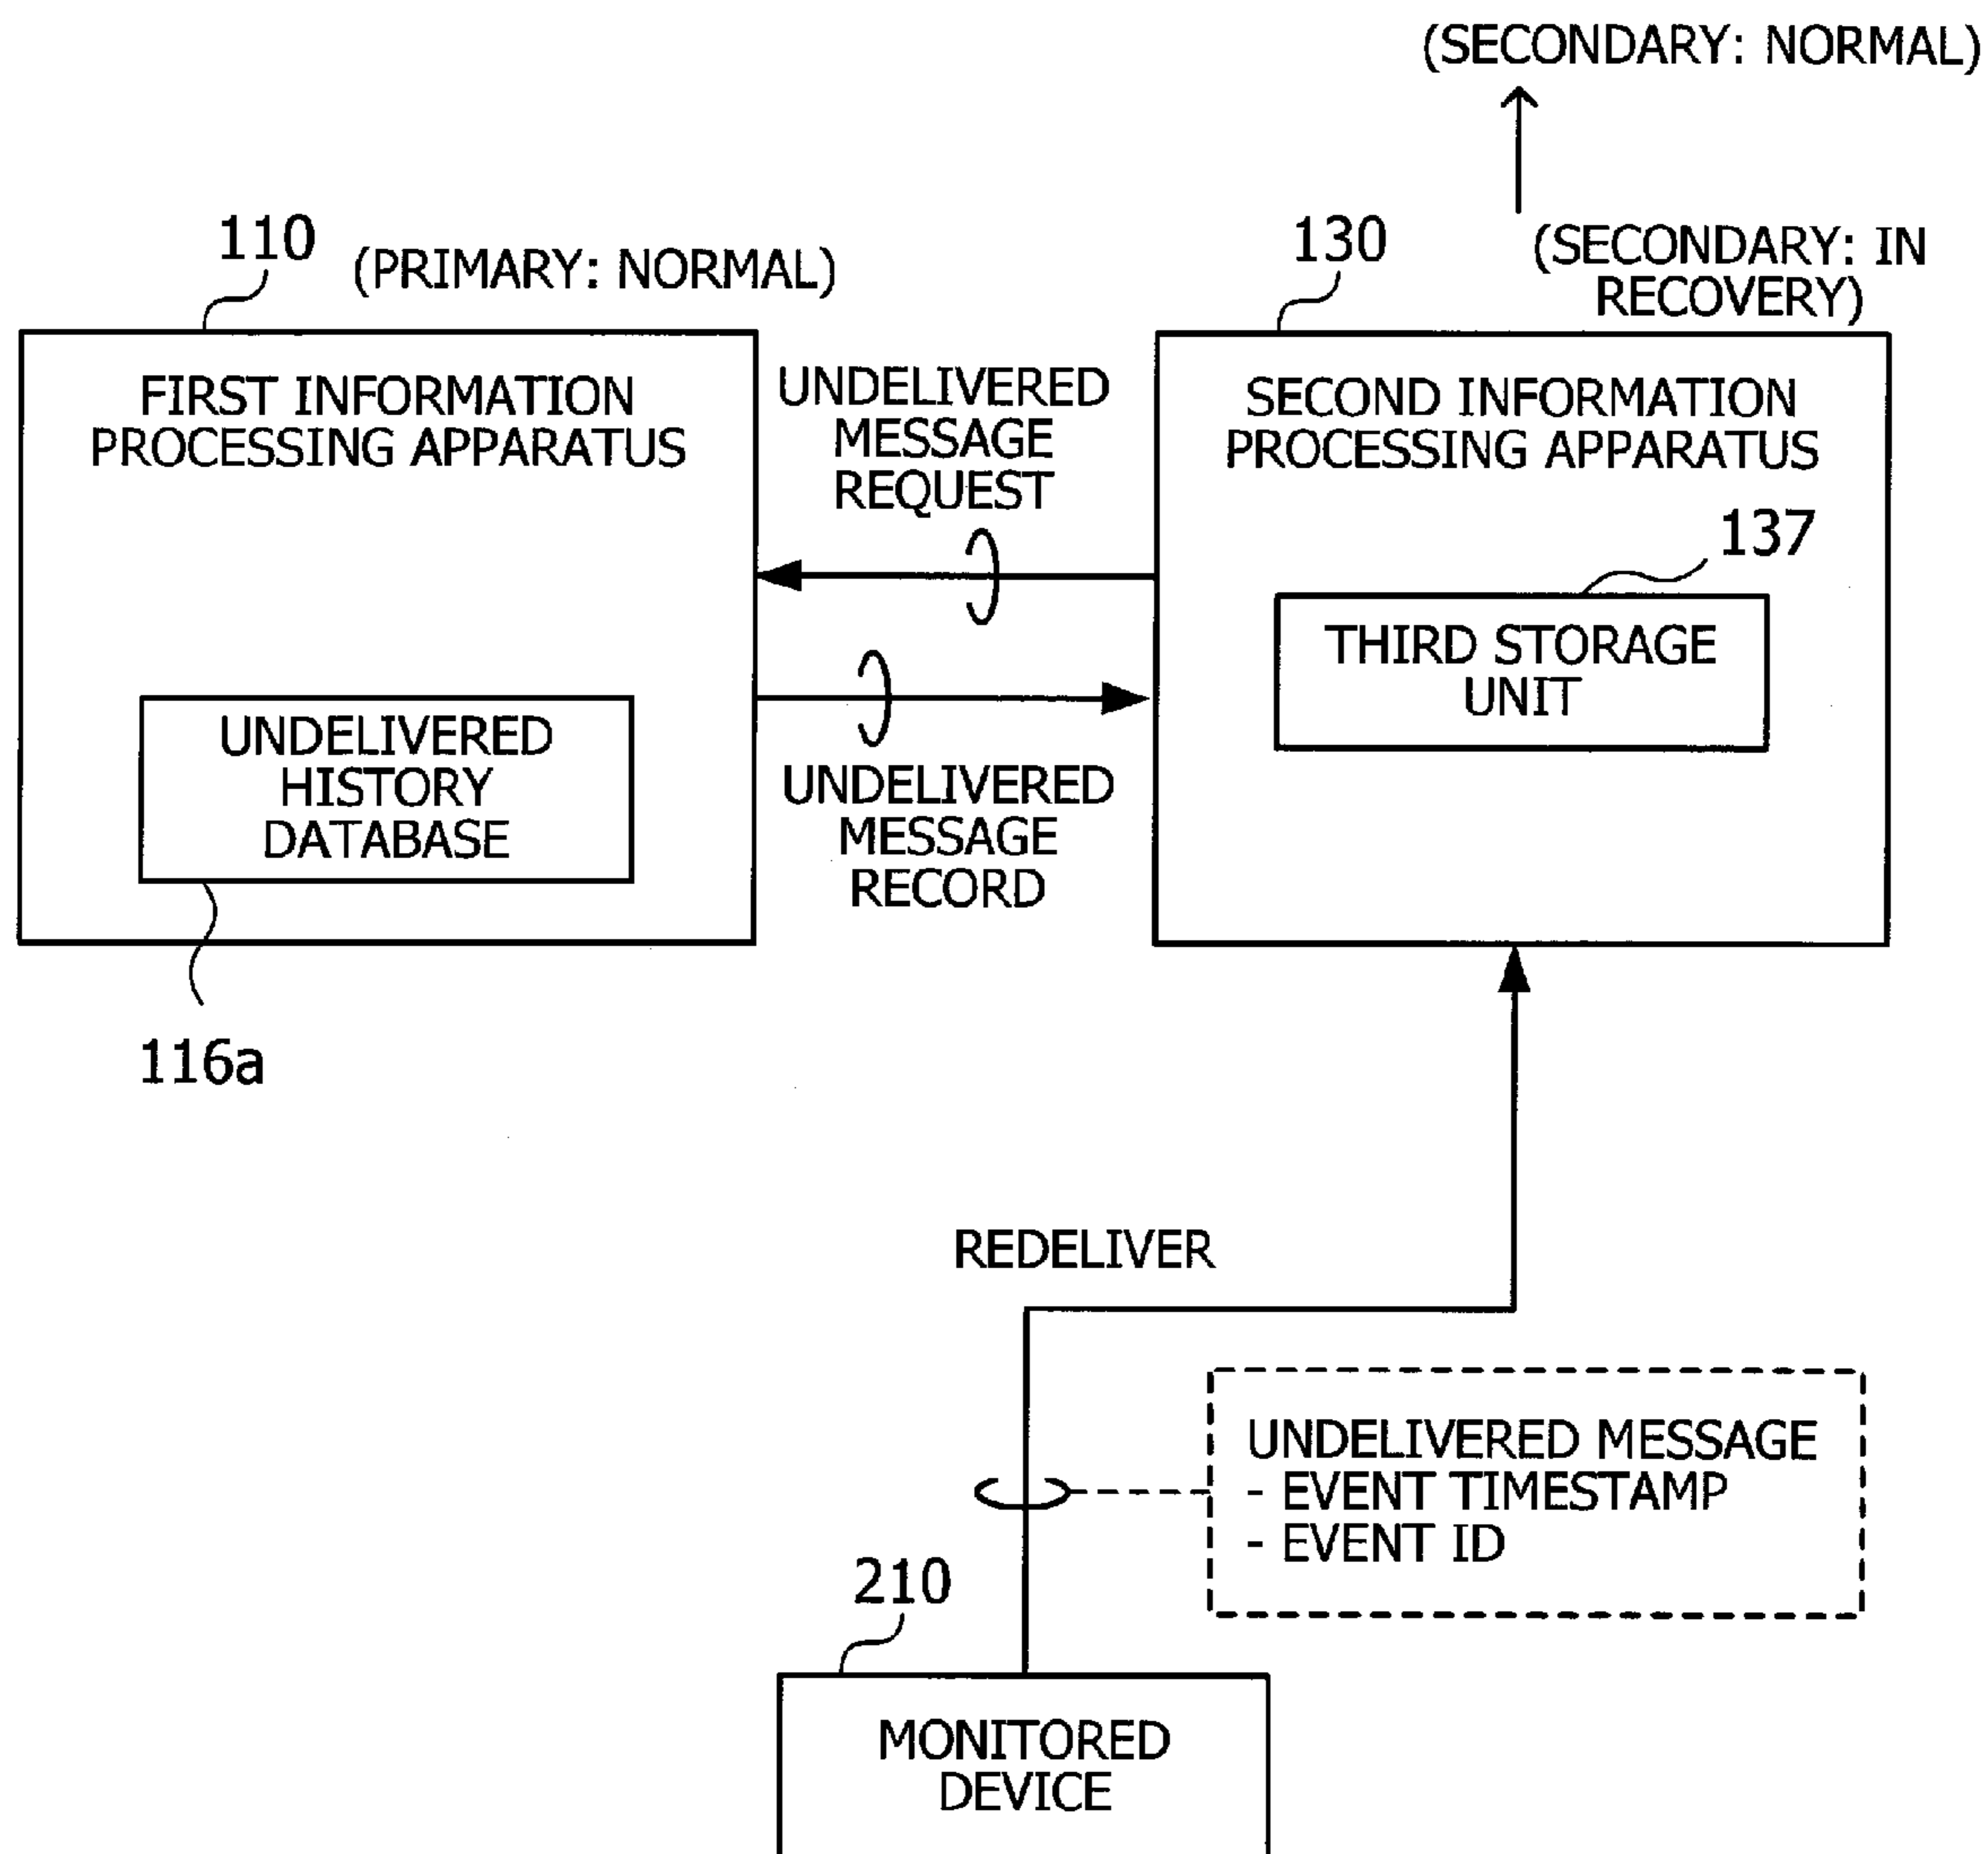 (SECONDARY: NORMAL)
110
(PRIMARY: NORMAL)
130
(SECONDARY: IN
RECOVERY)
FIRST INFORMATION
PROCESSING APPARATUS
UNDELIVERED
MESSAGE
REQUEST
SECOND INFORMATION
PROCESSING APPARATUS
137
THIRD STORAGE
UNIT
UNDELIVERED
HISTORY
DATABASE
UNDELIVERED
MESSAGE
RECORD
116a
REDELIVER
UNDELIVERED MESSAGE
- EVENT TIMESTAMP
- EVENT ID
210
MONITORED
DEVICE